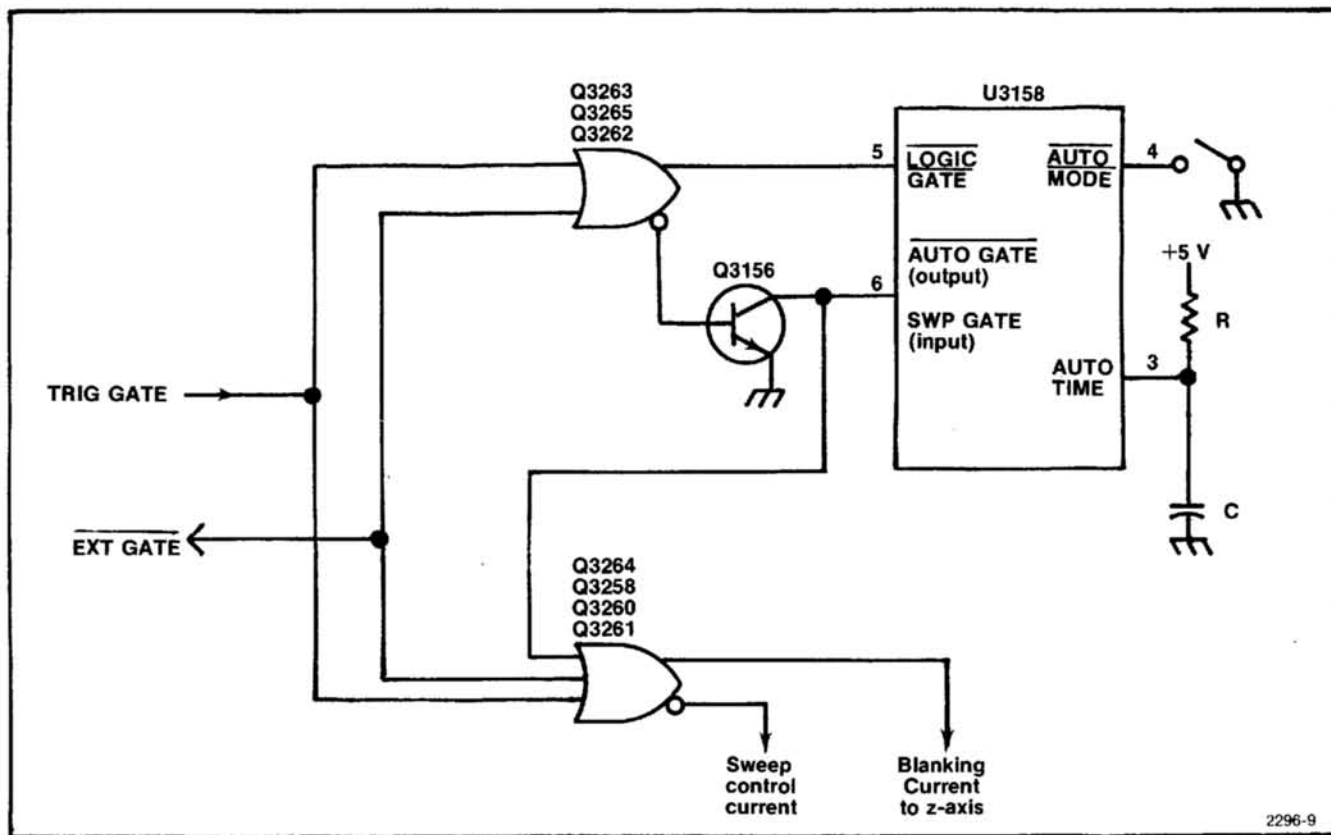 Q3263
Q3265
Q3262
U3158
5
LOGIC
GATE
AUTO
MODE
4
+5 V
Q3156
AUTO GATE
(output)
6
SWP GATE
(input)
R
TRIG GATE
AUTO
TIME
3
EXT GATE
C
Q3264
Q3258
Q3260
Q3261
Sweep
control
current
Blanking
Current
to z-axis
2296-9